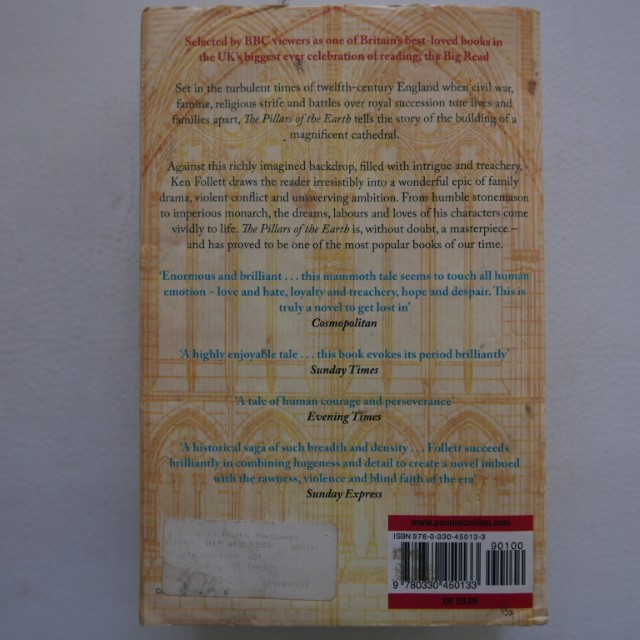 Selected by BBC viewers as one of Britain's best-loved books in
the UK's biggest ever celebration of reading, the Big Read
Set in the turbulent times of twelfth-century England when civil war,
famine, religious strife and battles over royal succession tore lives and
families apart, The Pillars of the Earth tells the story of the building of a
magnificent cathedral.
Against this richly imagined backdrop, filled with intrigue and treachery,
Ken Follett draws the reader irresistibly into a wonderful epic of family
drama, violent conflict and unswerving ambition. From humble stonemason
to imperious monarch, the dreams, labours and loves of his characters come
vividly to life. The Pillars of the Earth is, without doubt, a masterpiece –
and has proved to be one of the most popular books of our time.
'Enormous and brilliant . . . this mammoth tale seems to touch all human
emotion – love and hate, loyalty and treachery, hope and despair. This is
truly a novel to get lost in'
Cosmopolitan
'A highly enjoyable tale . . . this book evokes its period brilliantly'
Sunday Times
'A tale of human courage and perseverance'
Evening Times
'A historical saga of such breadth and density . . . Follett succeeds
brilliantly in combining hugeness and detail to create a novel imbued
with the rawness, violence and blind faith of the era'
Sunday Express
www.panmacmillan.com
ISBN 978-0-330-45013-3
90100
9 780330 450133